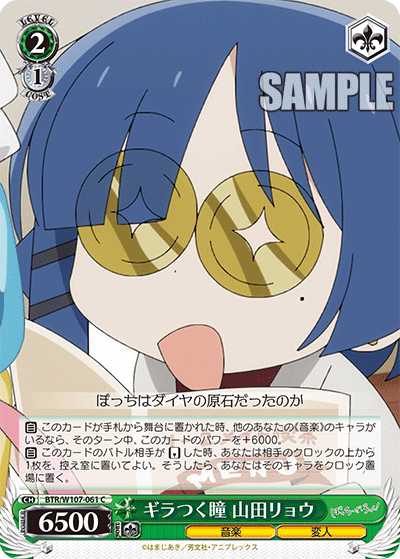 LEVEL
2
1
COST
SAMPLE
ぼっちはダイヤの原石だったのか
自 このカードが手札から舞台に置かれた時、他のあなたの《音楽》のキャラが
いるなら、そのターン中、このカードのパワーを+6000。
自 このカードのバトル相手が【】した時、あなたは相手のクロックの上から
1枚を、控え室に置いてよい。そうしたら、あなたはそのキャラをクロック
置場に置く。
CH BTR/W107-061 C
ギラつく瞳 山田リョウ
6500
音楽
変人
©はまじあき／芳文社・アニプレックス